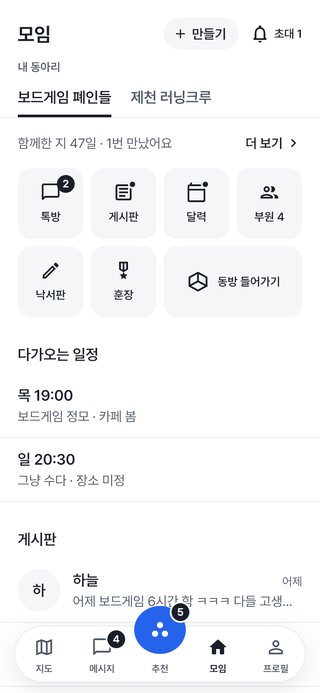 모임
+ 만들기
초대 1
내 동아리
보드게임 폐인들
제천 러닝크루
함께한 지 47일 · 1번 만났어요
더 보기
2
톡방
게시판
달력
부원 4
낙서판
훈장
동방 들어가기
다가오는 일정
목 19:00
보드게임 정모 · 카페 봄
일 20:30
그냥 수다 · 장소 미정
게시판
하
하늘
어제
어제 보드게임 6시간 함 ㅋㅋㅋ 다들 고생...
지도
4
메시지
5
추천
모임
프로필